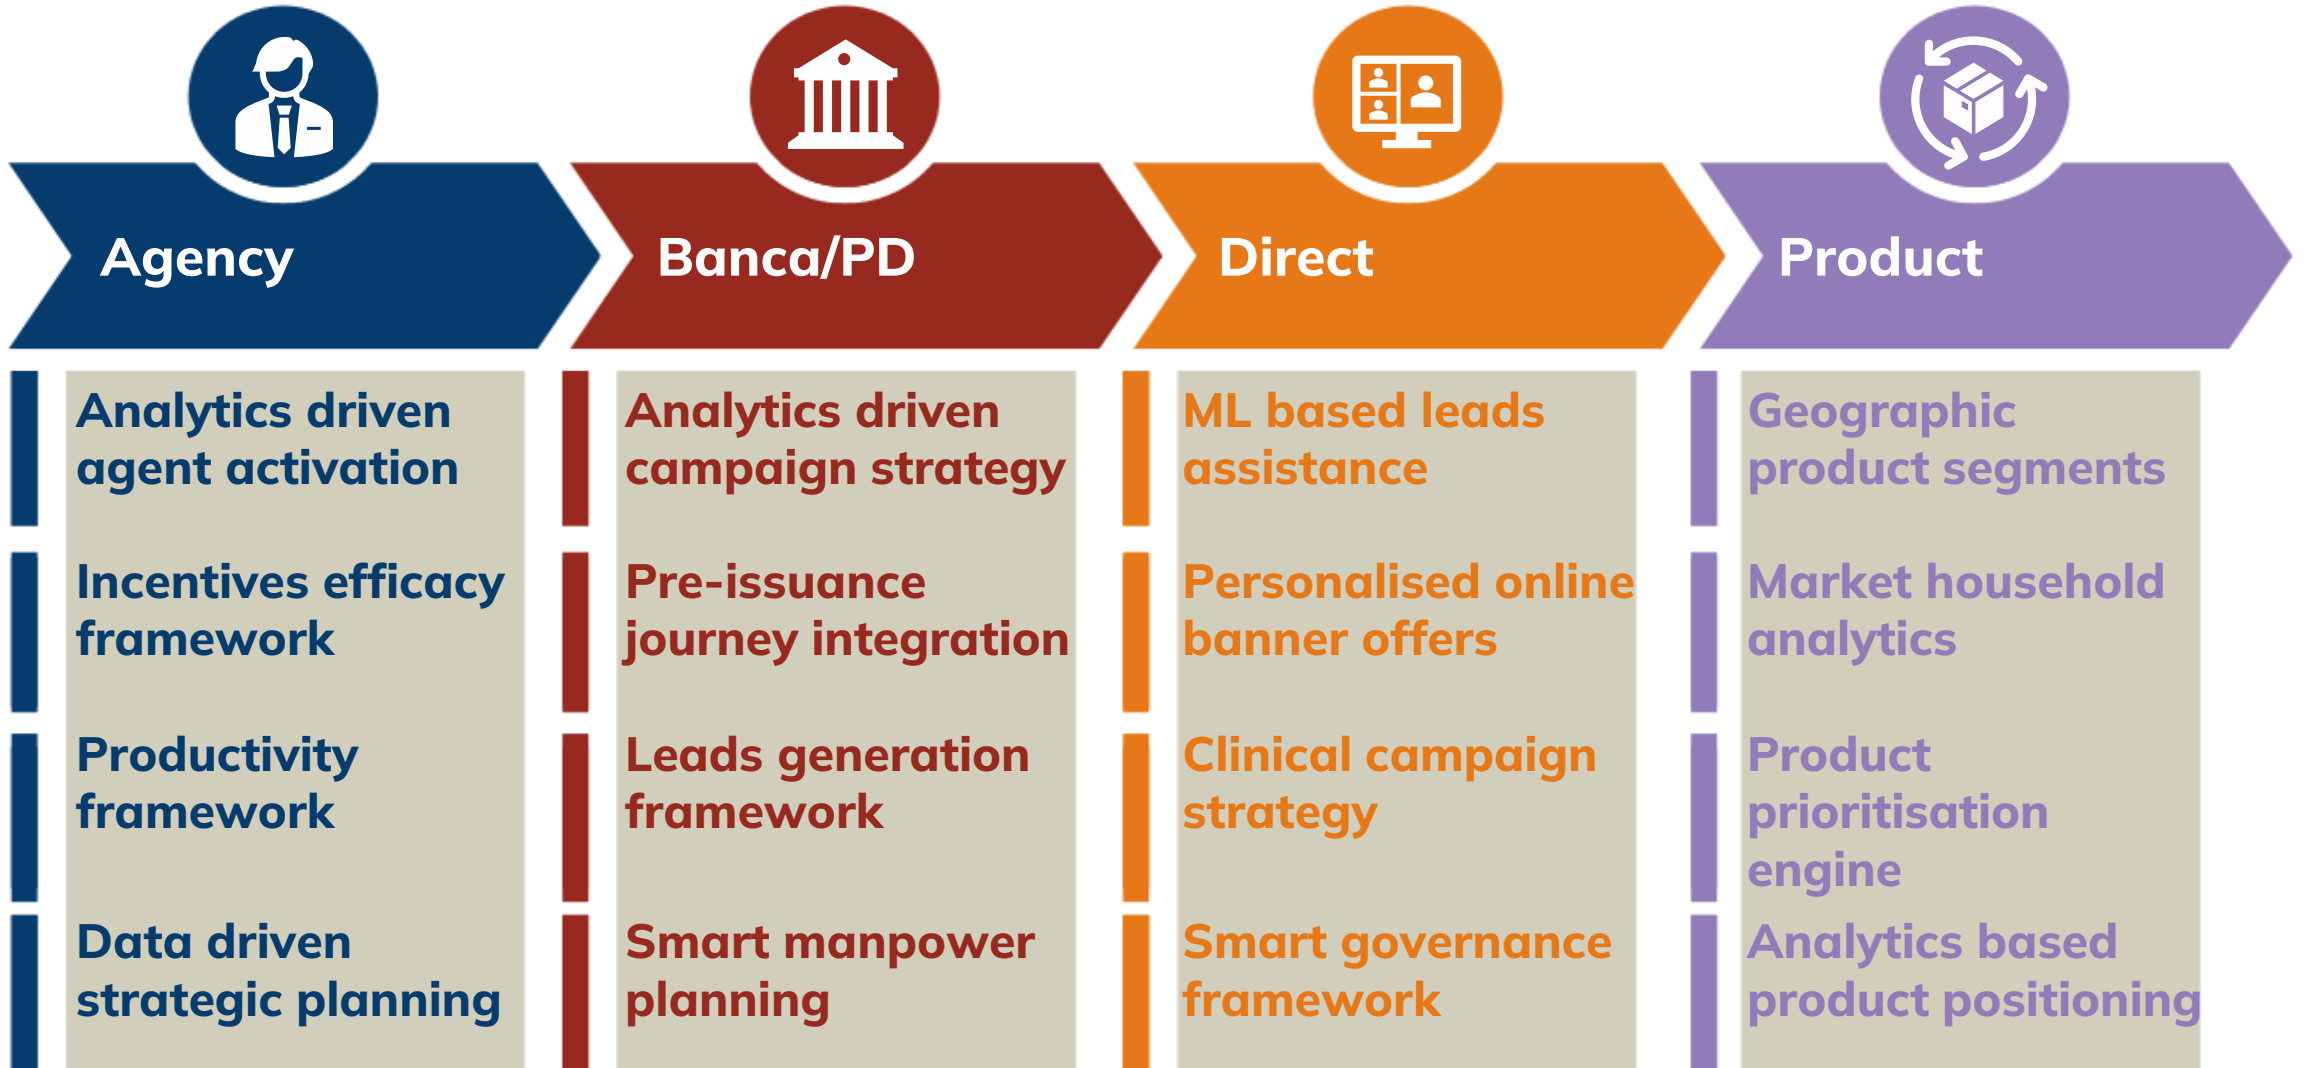 Agency
Banca/PD
Direct
Product
Analytics driven
agent activation
Incentives efficacy
framework
Productivity
framework
Data driven
strategic planning
Analytics driven
campaign strategy
Pre-issuance
journey integration
Leads generation
framework
Smart manpower
planning
ML based leads
assistance
Personalised online
banner offers
Clinical campaign
strategy
Smart governance
framework
Geographic
product segments
Market household
analytics
Product
prioritisation
engine
Analytics based
product positioning